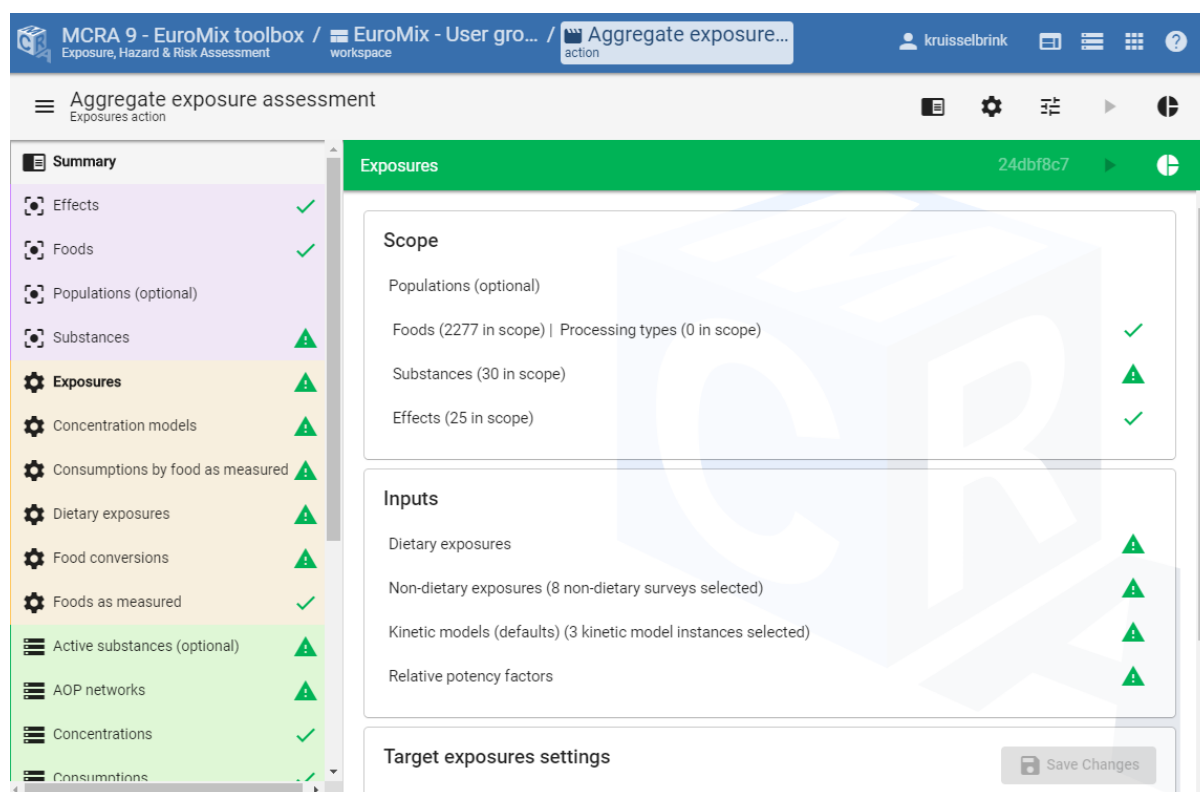 MCRA 9 - EuroMix toolbox / EuroMix - User gro... / Aggregate exposure...
Exposure, Hazard & Risk Assessment workspace action
kruisselbrink
Aggregate exposure assessment
Exposures action
Summary
Effects
Foods
Populations (optional)
Substances
Exposures
Concentration models
Consumptions by food as measured
Dietary exposures
Food conversions
Foods as measured
Active substances (optional)
AOP networks
Concentrations
Consumptions
Exposures 24dbf8c7
Scope
Populations (optional)
Foods (2277 in scope) | Processing types (0 in scope)
Substances (30 in scope)
Effects (25 in scope)
Inputs
Dietary exposures
Non-dietary exposures (8 non-dietary surveys selected)
Kinetic models (defaults) (3 kinetic model instances selected)
Relative potency factors
Target exposures settings
Save Changes